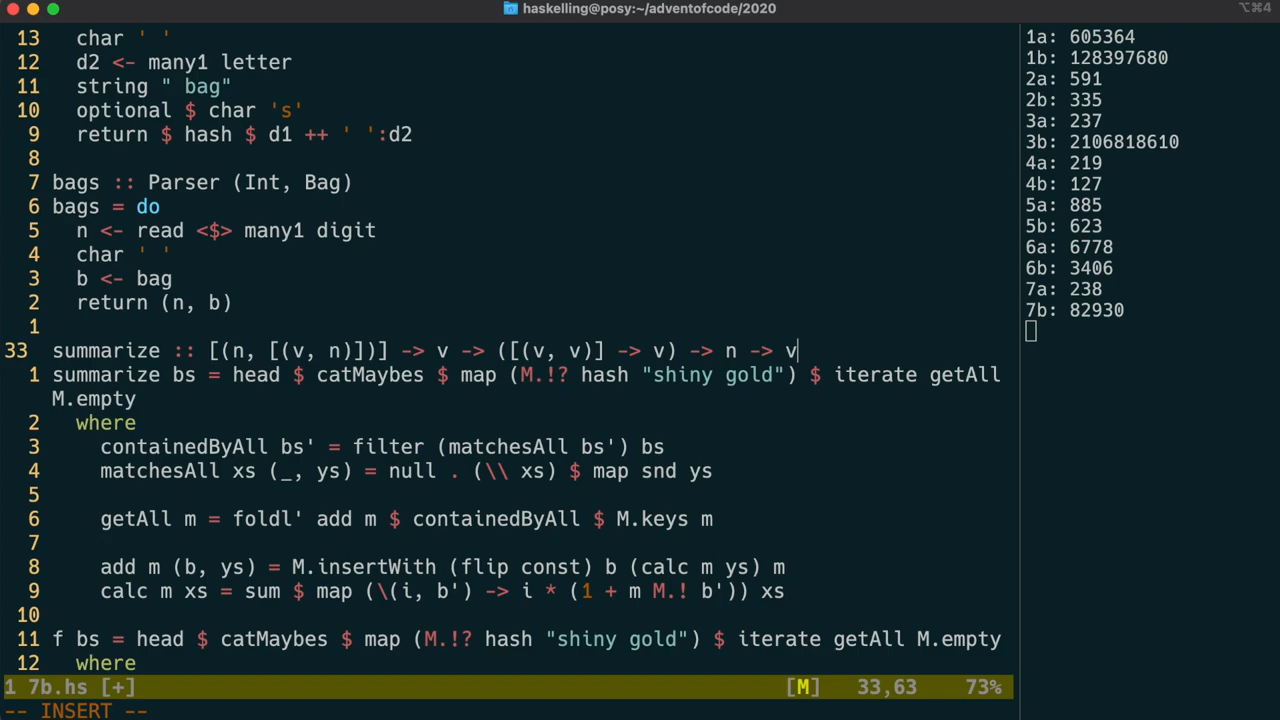 haskelling@posy:~/adventofcode/2020
⌥⌘4
13 char ' '
12 d2 <- many1 letter
11 string " bag"
10 optional $ char 's'
9 return $ hash $ d1 ++ ' ':d2
8
7 bags :: Parser (Int, Bag)
6 bags = do
5 n <- read <$> many1 digit
4 char ' '
3 b <- bag
2 return (n, b)
1
33 summarize :: [(n, [(v, n)])] -> v -> ([(v, v)] -> v) -> n -> v
1 summarize bs = head $ catMaybes $ map (M.!? hash "shiny gold") $ iterate getAll
M.empty
2 where
3 containedByAll bs' = filter (matchesAll bs') bs
4 matchesAll xs (_, ys) = null . (\\ xs) $ map snd ys
5
6 getAll m = foldl' add m $ containedByAll $ M.keys m
7
8 add m (b, ys) = M.insertWith (flip const) b (calc m ys) m
9 calc m xs = sum $ map (\(i, b') -> i * (1 + m M.! b')) xs
10
11 f bs = head $ catMaybes $ map (M.!? hash "shiny gold") $ iterate getAll M.empty
12 where
1 7b.hs [+] [M] 33,63 73%
-- INSERT --
1a: 605364
1b: 128397680
2a: 591
2b: 335
3a: 237
3b: 2106818610
4a: 219
4b: 127
5a: 885
5b: 623
6a: 6778
6b: 3406
7a: 238
7b: 82930